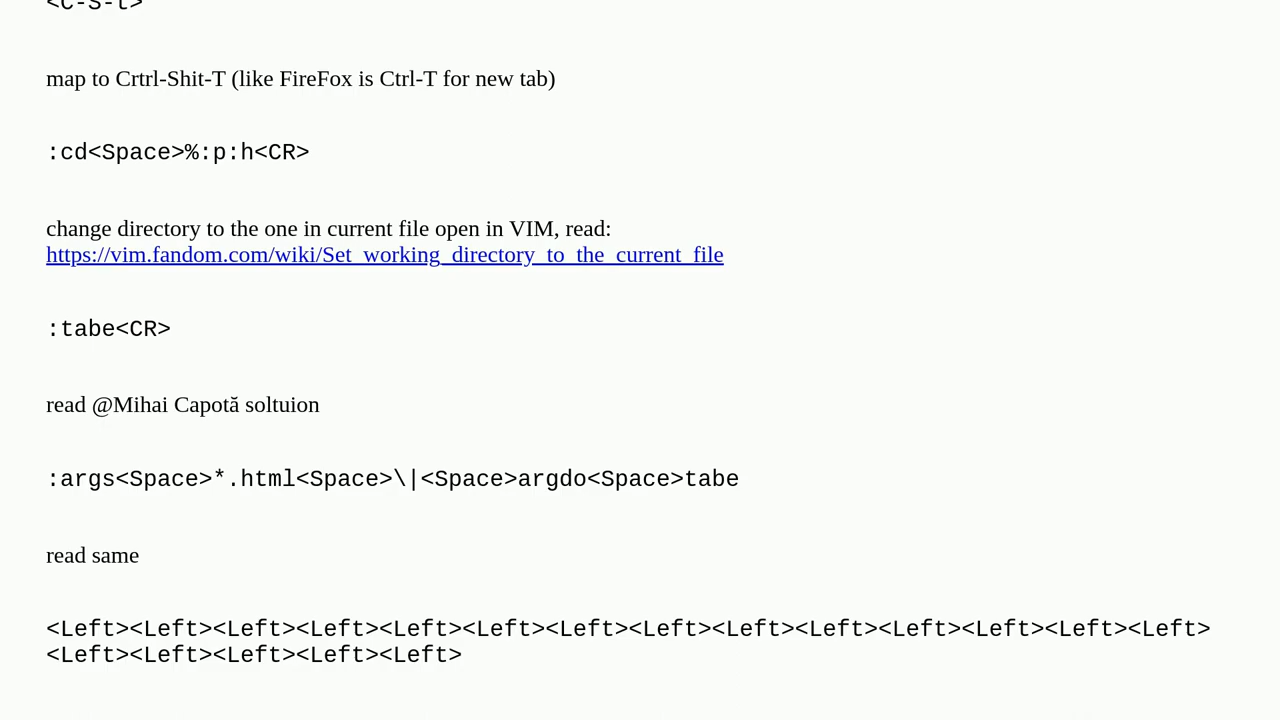 <C-S-t>
map to Crtrl-Shit-T (like FireFox is Ctrl-T for new tab)
:cd<Space>%:p:h<CR>
change directory to the one in current file open in VIM, read:
https://vim.fandom.com/wiki/Set_working_directory_to_the_current_file
:tabe<CR>
read @Mihai Capotă soltuion
:args<Space>*.html<Space>\|<Space>argdo<Space>tabe
read same
<Left><Left><Left><Left><Left><Left><Left><Left><Left><Left><Left><Left><Left><Left>
<Left><Left><Left><Left><Left>